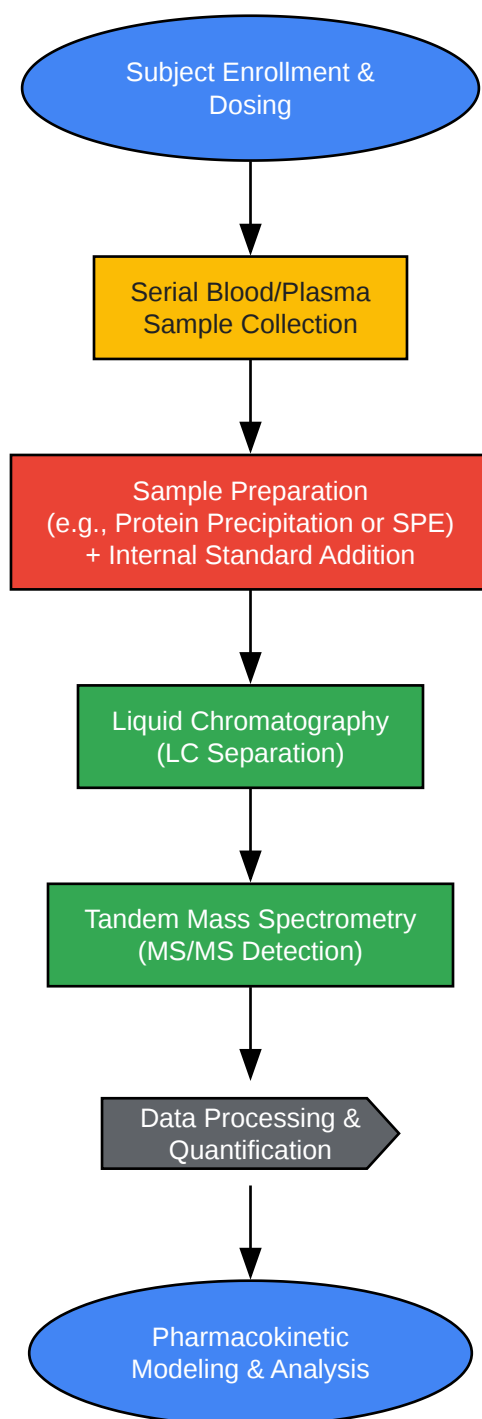 Subject Enrollment &
Dosing
Serial Blood/Plasma
Sample Collection
Sample Preparation
(e.g., Protein Precipitation or SPE)
+ Internal Standard Addition
Liquid Chromatography
(LC Separation)
Tandem Mass Spectrometry
(MS/MS Detection)
Data Processing &
Quantification
Pharmacokinetic
Modeling & Analysis